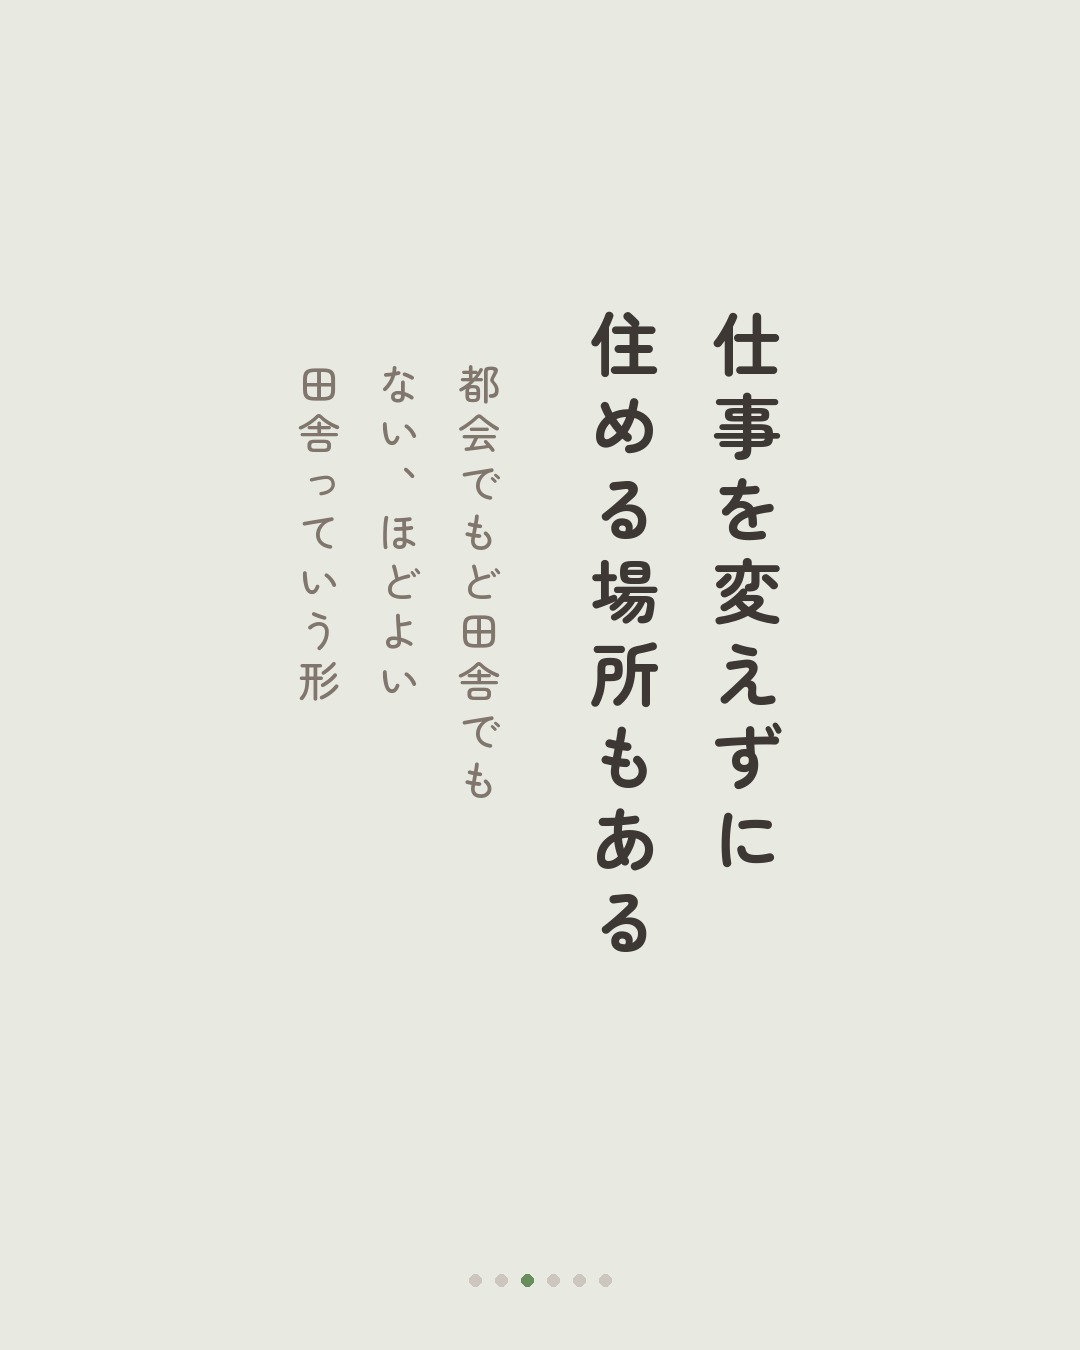 仕事を変えずに
住める場所もある
都会でもど田舎でも
ない、ほどよい
田舎っていう形